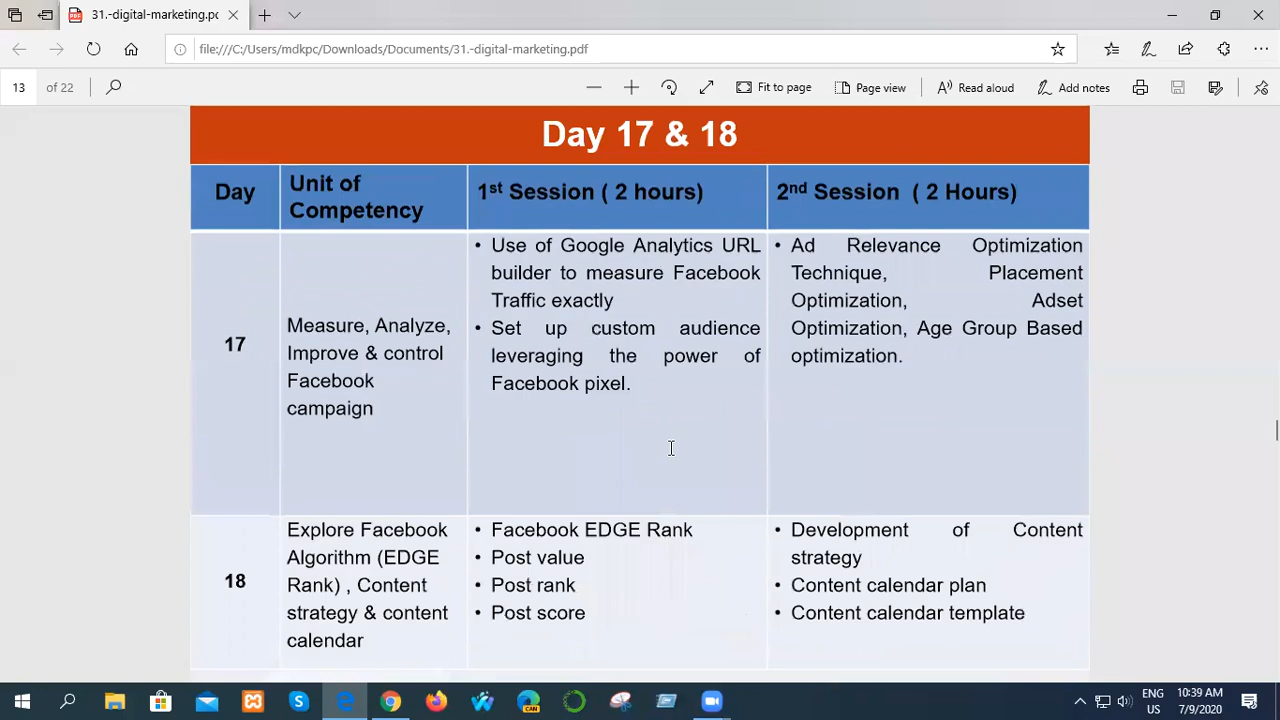 31.-digital-marketing.pd
file:///C:/Users/mdkpc/Downloads/Documents/31.-digital-marketing.pdf
13 of 22
Fit to page
Page view
Read aloud
Add notes
Day 17 & 18
Day
Unit of
Competency
1st Session ( 2 hours)
2nd Session ( 2 Hours)
17
Measure, Analyze,
Improve & control
Facebook
campaign
• Use of Google Analytics URL
builder to measure Facebook
Traffic exactly
• Set up custom audience
leveraging the power of
Facebook pixel.
• Ad Relevance Optimization
Technique, Placement
Optimization, Adset
Optimization, Age Group Based
optimization.
18
Explore Facebook
Algorithm (EDGE
Rank) , Content
strategy & content
calendar
• Facebook EDGE Rank
• Post value
• Post rank
• Post score
• Development of Content
strategy
• Content calendar plan
• Content calendar template
CAN
ENG
US
10:39 AM
7/9/2020